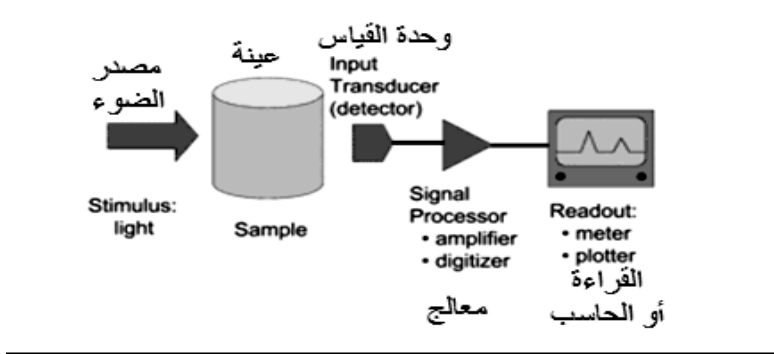 مصدر
الضوء
Stimulus:
light
عينة
Sample
وحدة القياس
Input
Transducer
(detector)
Signal
Processor
• amplifier
• digitizer
معالج
Readout:
• meter
• plotter
القراءة
أو الحاسب